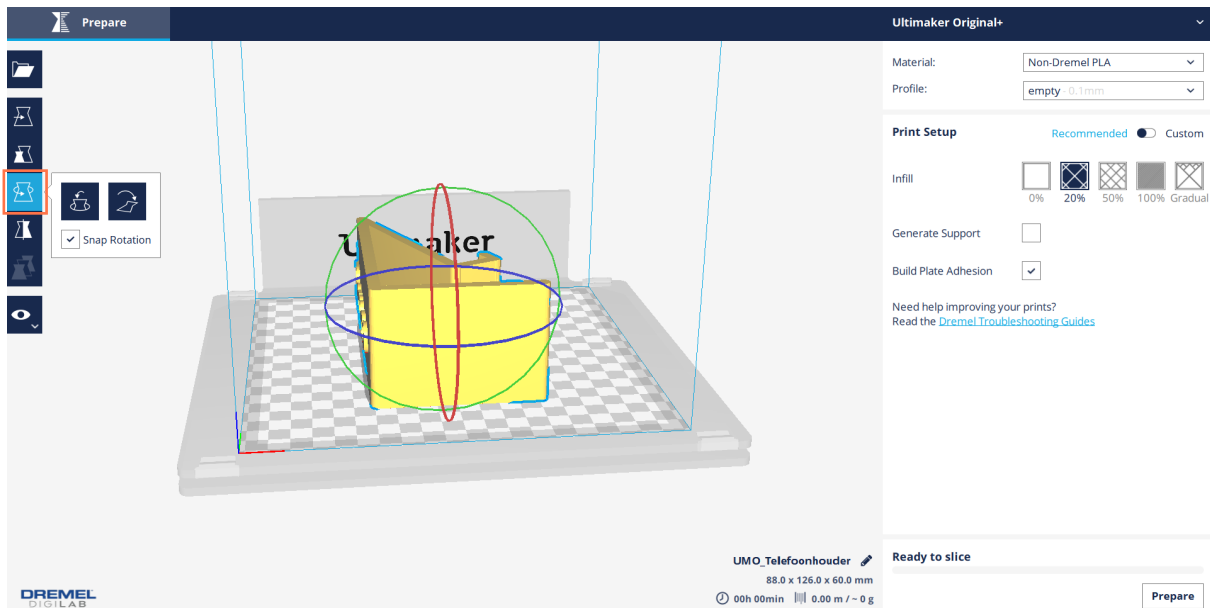 Prepare
Ultimaker Original+
Material:
Non-Dremel PLA
Profile:
empty - 0.1mm
Print Setup
Recommended
Custom
Infill
0%
20%
50%
100%
Gradual
Generate Support
Build Plate Adhesion
Need help improving your prints?
Read the Dremel Troubleshooting Guides
Snap Rotation
UMO_Telefoonhouder
88.0 x 126.0 x 60.0 mm
00h 00min
0.00 m / ~ 0 g
Ready to slice
Prepare
DREMEL
DIGILAB